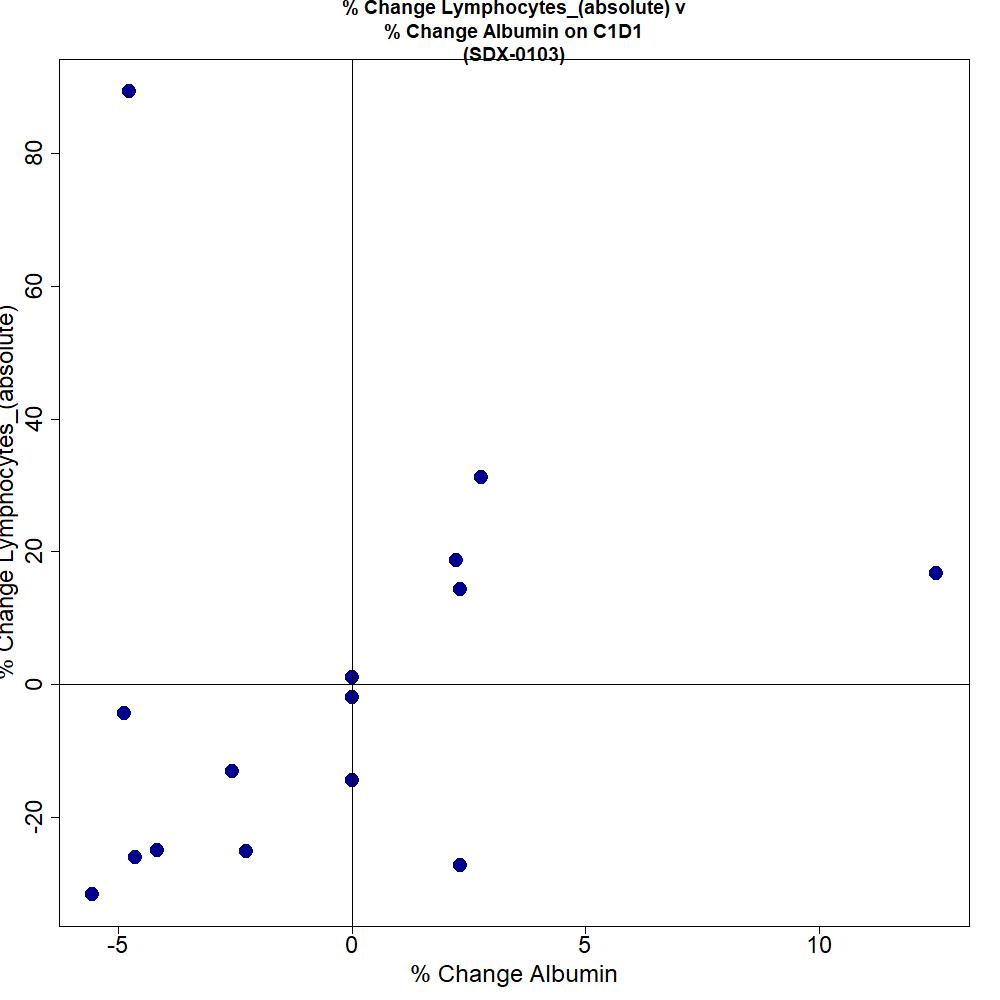 % Change Lymphocytes_(absolute) v
% Change Albumin on C1D1
(SDX-0103)
% Change Lymphocytes_(absolute)
80
60
40
20
0
-20
-5
0
5
10
% Change Albumin